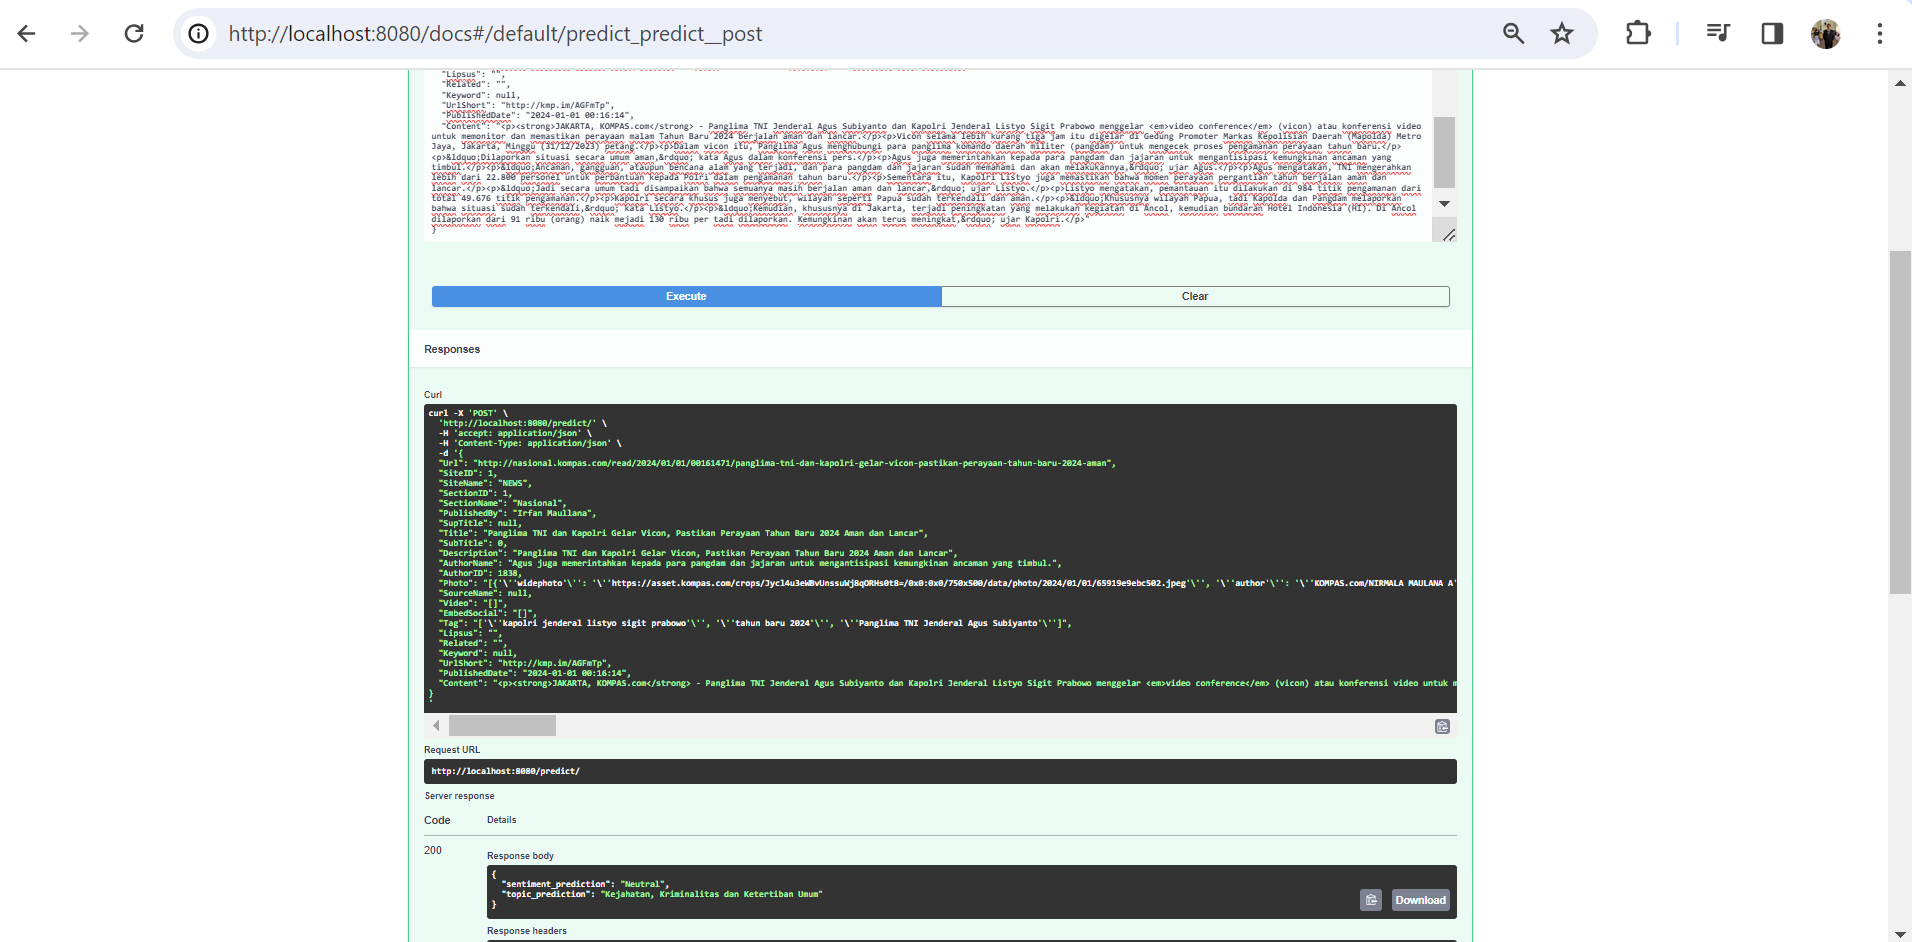 http://localhost:8080/docs#/default/predict_predict__post
"Lipsus": "",
"Related": "",
"Keyword": null,
"UrlShort": "http://kmp.im/AGFmTp",
"PublishedDate": "2024-01-01 00:16:14",
"Content": "<p><strong>JAKARTA, KOMPAS.com</strong> - Panglima TNI Jenderal Agus Subiyanto dan Kapolri Jenderal Listyo Sigit Prabowo menggelar <em>video conference</em> (vicon) atau konferensi video
untuk memonitor dan memastikan perayaan malam Tahun Baru 2024 berjalan aman dan lancar.</p><p>Vicon selama lebih kurang tiga jam itu digelar di Gedung Promoter Markas Kepolisian Daerah (Mapolda) Metro
Jaya, Jakarta, Minggu (31/12/2023) petang.</p><p>Dalam vicon itu, Panglima Agus menghubungi para panglima komando daerah militer (pangdam) untuk mengecek proses pengamanan perayaan tahun baru.</p>
<p>&ldquo;Dilaporkan situasi secara umum aman,&rdquo; kata Agus dalam konferensi pers.</p><p>Agus juga memerintahkan kepada para pangdam dan jajaran untuk mengantisipasi kemungkinan ancaman yang
timbul.</p><p>&ldquo;Ancaman, gangguan, ataupun bencana alam yang terjadi, dan para pangdam dan jajaran sudah memahami dan akan melakukannya,&rdquo; ujar Agus.</p><p>Agus mengatakan, TNI mengerahkan
lebih dari 22.800 personel untuk perbantuan kepada Polri dalam pengamanan tahun baru.</p><p>Sementara itu, Kapolri Listyo juga memastikan bahwa momen perayaan pergantian tahun berjalan aman dan
lancar.</p><p>&ldquo;Jadi secara umum tadi disampaikan bahwa semuanya masih berjalan aman dan lancar,&rdquo; ujar Listyo.</p><p>Listyo mengatakan, pemantauan itu dilakukan di 984 titik pengamanan dari
total 49.676 titik pengamanan.</p><p>Kapolri secara khusus juga menyebut, wilayah seperti Papua sudah terkendali dan aman.</p><p>&ldquo;Khususnya wilayah Papua, tadi Kapolda dan Pangdam melaporkan
bahwa situasi sudah terkendali,&rdquo; kata Listyo.</p><p>&ldquo;Kemudian, khususnya di Jakarta, terjadi peningkatan yang melakukan kegiatan di Ancol, kemudian bundaran Hotel Indonesia (HI). Di Ancol
dilaporkan dari 91 ribu (orang) naik mejadi 130 ribu per tadi dilaporkan. Kemungkinan akan terus meningkat,&rdquo; ujar Kapolri.</p>"
}
Execute
Clear
Responses
Curl
curl -X 'POST' \
'http://localhost:8080/predict/' \
-H 'accept: application/json' \
-H 'Content-Type: application/json' \
-d '{
"Url": "http://nasional.kompas.com/read/2024/01/01/00161471/panglima-tni-dan-kapolri-gelar-vicon-pastikan-perayaan-tahun-baru-2024-aman",
"SiteID": 1,
"SiteName": "NEWS",
"SectionID": 1,
"SectionName": "Nasional",
"PublishedBy": "Irfan Maullana",
"SupTitle": null,
"Title": "Panglima TNI dan Kapolri Gelar Vicon, Pastikan Perayaan Tahun Baru 2024 Aman dan Lancar",
"SubTitle": 0,
"Description": "Panglima TNI dan Kapolri Gelar Vicon, Pastikan Perayaan Tahun Baru 2024 Aman dan Lancar",
"AuthorName": "Agus juga memerintahkan kepada para pangdam dan jajaran untuk mengantisipasi kemungkinan ancaman yang timbul.",
"AuthorID": 1838,
"Photo": "[{'\''widephoto'\'': '\''https://asset.kompas.com/crops/Jycl4u3eWBvUnssuWj8qORHs0t8=/0x0:0x0/750x500/data/photo/2024/01/01/65919e9ebc502.jpeg'\'', '\''author'\'': '\''KOMPAS.com/NIRMALA MAULANA A'
"SourceName": null,
"Video": "[]",
"EmbedSocial": "[]",
"Tag": "['\''kapolri jenderal listyo sigit prabowo'\'', '\''tahun baru 2024'\'', '\''Panglima TNI Jenderal Agus Subiyanto'\'']",
"Lipsus": "",
"Related": "",
"Keyword": null,
"UrlShort": "http://kmp.im/AGFmTp",
"PublishedDate": "2024-01-01 00:16:14",
"Content": "<p><strong>JAKARTA, KOMPAS.com</strong> - Panglima TNI Jenderal Agus Subiyanto dan Kapolri Jenderal Listyo Sigit Prabowo menggelar <em>video conference</em> (vicon) atau konferensi video untuk m
}
'
Request URL
http://localhost:8080/predict/
Server response
Code Details
200
Response body
{
"sentiment_prediction": "Neutral",
"topic_prediction": "Kejahatan, Kriminalitas dan Ketertiban Umum"
}
Download
Response headers